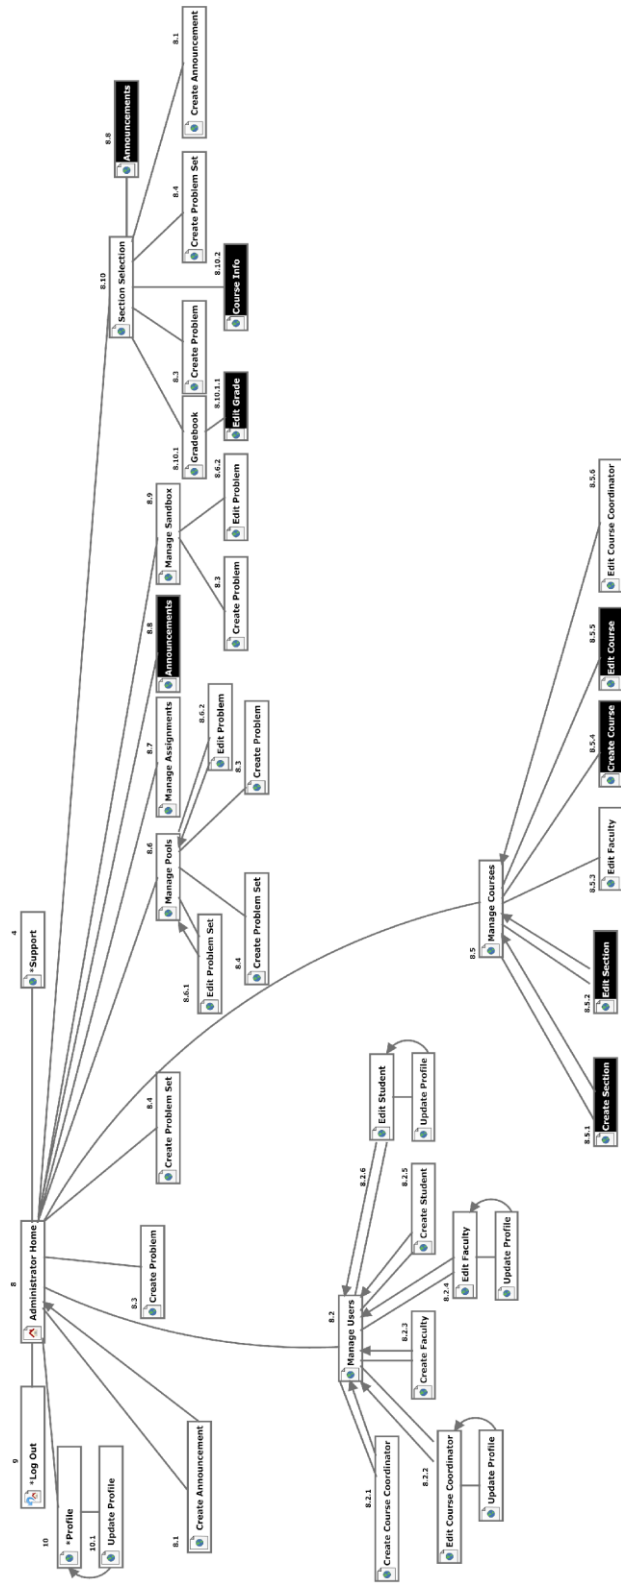 9
*Log Out
8
Administrator Home
4
*Support
10
*Profile
10.1
Update Profile
8.1
Create Announcement
8.3
Create Problem
8.4
Create Problem Set
8.2
Manage Users
8.2.1
Create Course Coordinator
8.2.2
Edit Course Coordinator
Update Profile
8.2.3
Create Faculty
8.2.4
Edit Faculty
Update Profile
8.2.5
Create Student
8.2.6
Edit Student
Update Profile
8.5
Manage Courses
8.5.1
Create Section
8.5.2
Edit Section
8.5.3
Edit Faculty
8.5.4
Create Course
8.5.5
Edit Course
8.5.6
Edit Course Coordinator
8.6
Manage Pools
8.6.1
Edit Problem Set
8.4
Create Problem Set
8.3
Create Problem
8.6.2
Edit Problem
8.7
Manage Assignments
8.8
Announcements
8.9
Manage Sandbox
8.3
Create Problem
8.6.2
Edit Problem
8.10
Section Selection
8.8
Announcements
8.10.1
Gradebook
8.10.1.1
Edit Grade
8.3
Create Problem
8.10.2
Course Info
8.4
Create Problem Set
8.1
Create Announcement